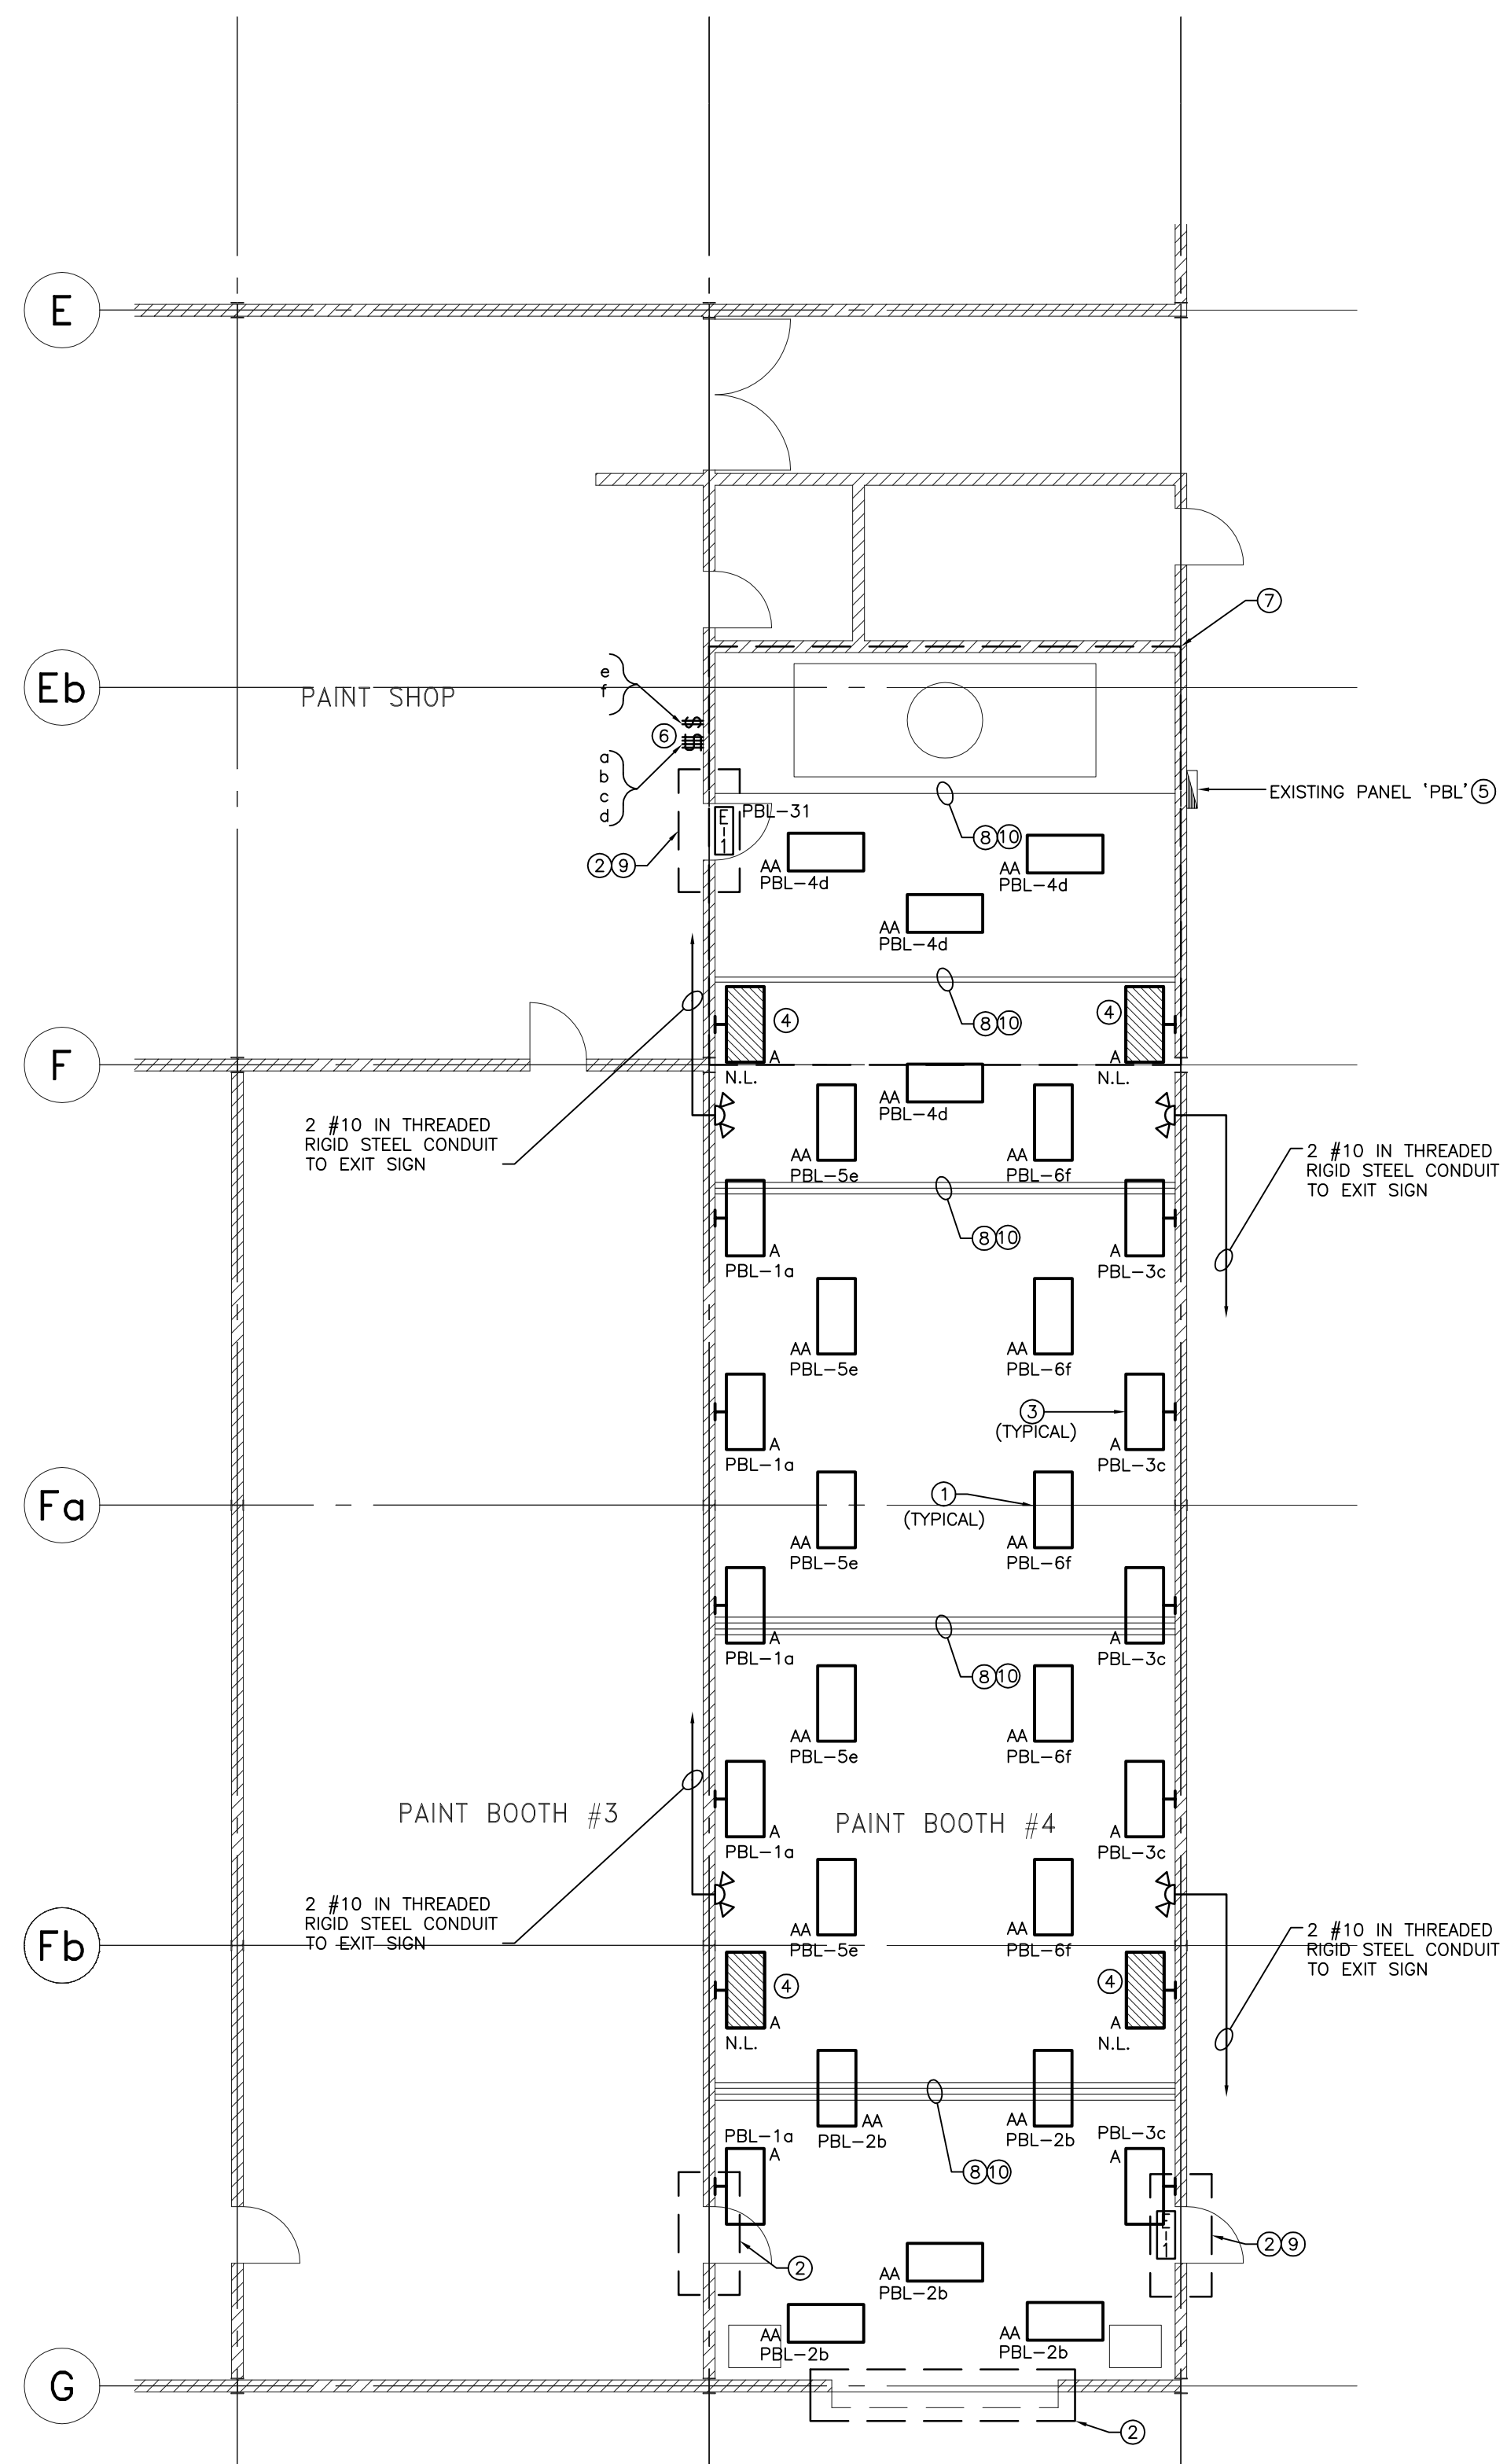 E
7
Eb
PAINT SHOP
e
f
6
a
b
c
d
EXISTING PANEL 'PBL' 5
PBL-31
E-1
2 9
8 10
AA
PBL-4d
AA
PBL-4d
AA
PBL-4d
8 10
4
4
A
N.L.
A
N.L.
F
AA
PBL-4d
2 #10 IN THREADED
RIGID STEEL CONDUIT
TO EXIT SIGN
2 #10 IN THREADED
RIGID STEEL CONDUIT
TO EXIT SIGN
AA
PBL-5e
AA
PBL-6f
8 10
A
PBL-1a
A
PBL-3c
AA
PBL-5e
AA
PBL-6f
3
(TYPICAL)
A
PBL-1a
A
PBL-3c
Fa
1
(TYPICAL)
AA
PBL-5e
AA
PBL-6f
A
PBL-1a
A
PBL-3c
8 10
AA
PBL-5e
AA
PBL-6f
PAINT BOOTH #3
PAINT BOOTH #4
A
PBL-1a
A
PBL-3c
2 #10 IN THREADED
RIGID STEEL CONDUIT
TO EXIT SIGN
2 #10 IN THREADED
RIGID STEEL CONDUIT
TO EXIT SIGN
Fb
AA
PBL-5e
AA
PBL-6f
4
4
A
N.L.
A
N.L.
AA
PBL-2b
AA
PBL-2b
PBL-1a
A
PBL-3c
A
8 10
E-1
2 9
2
AA
PBL-2b
AA
PBL-2b
AA
PBL-2b
G
2